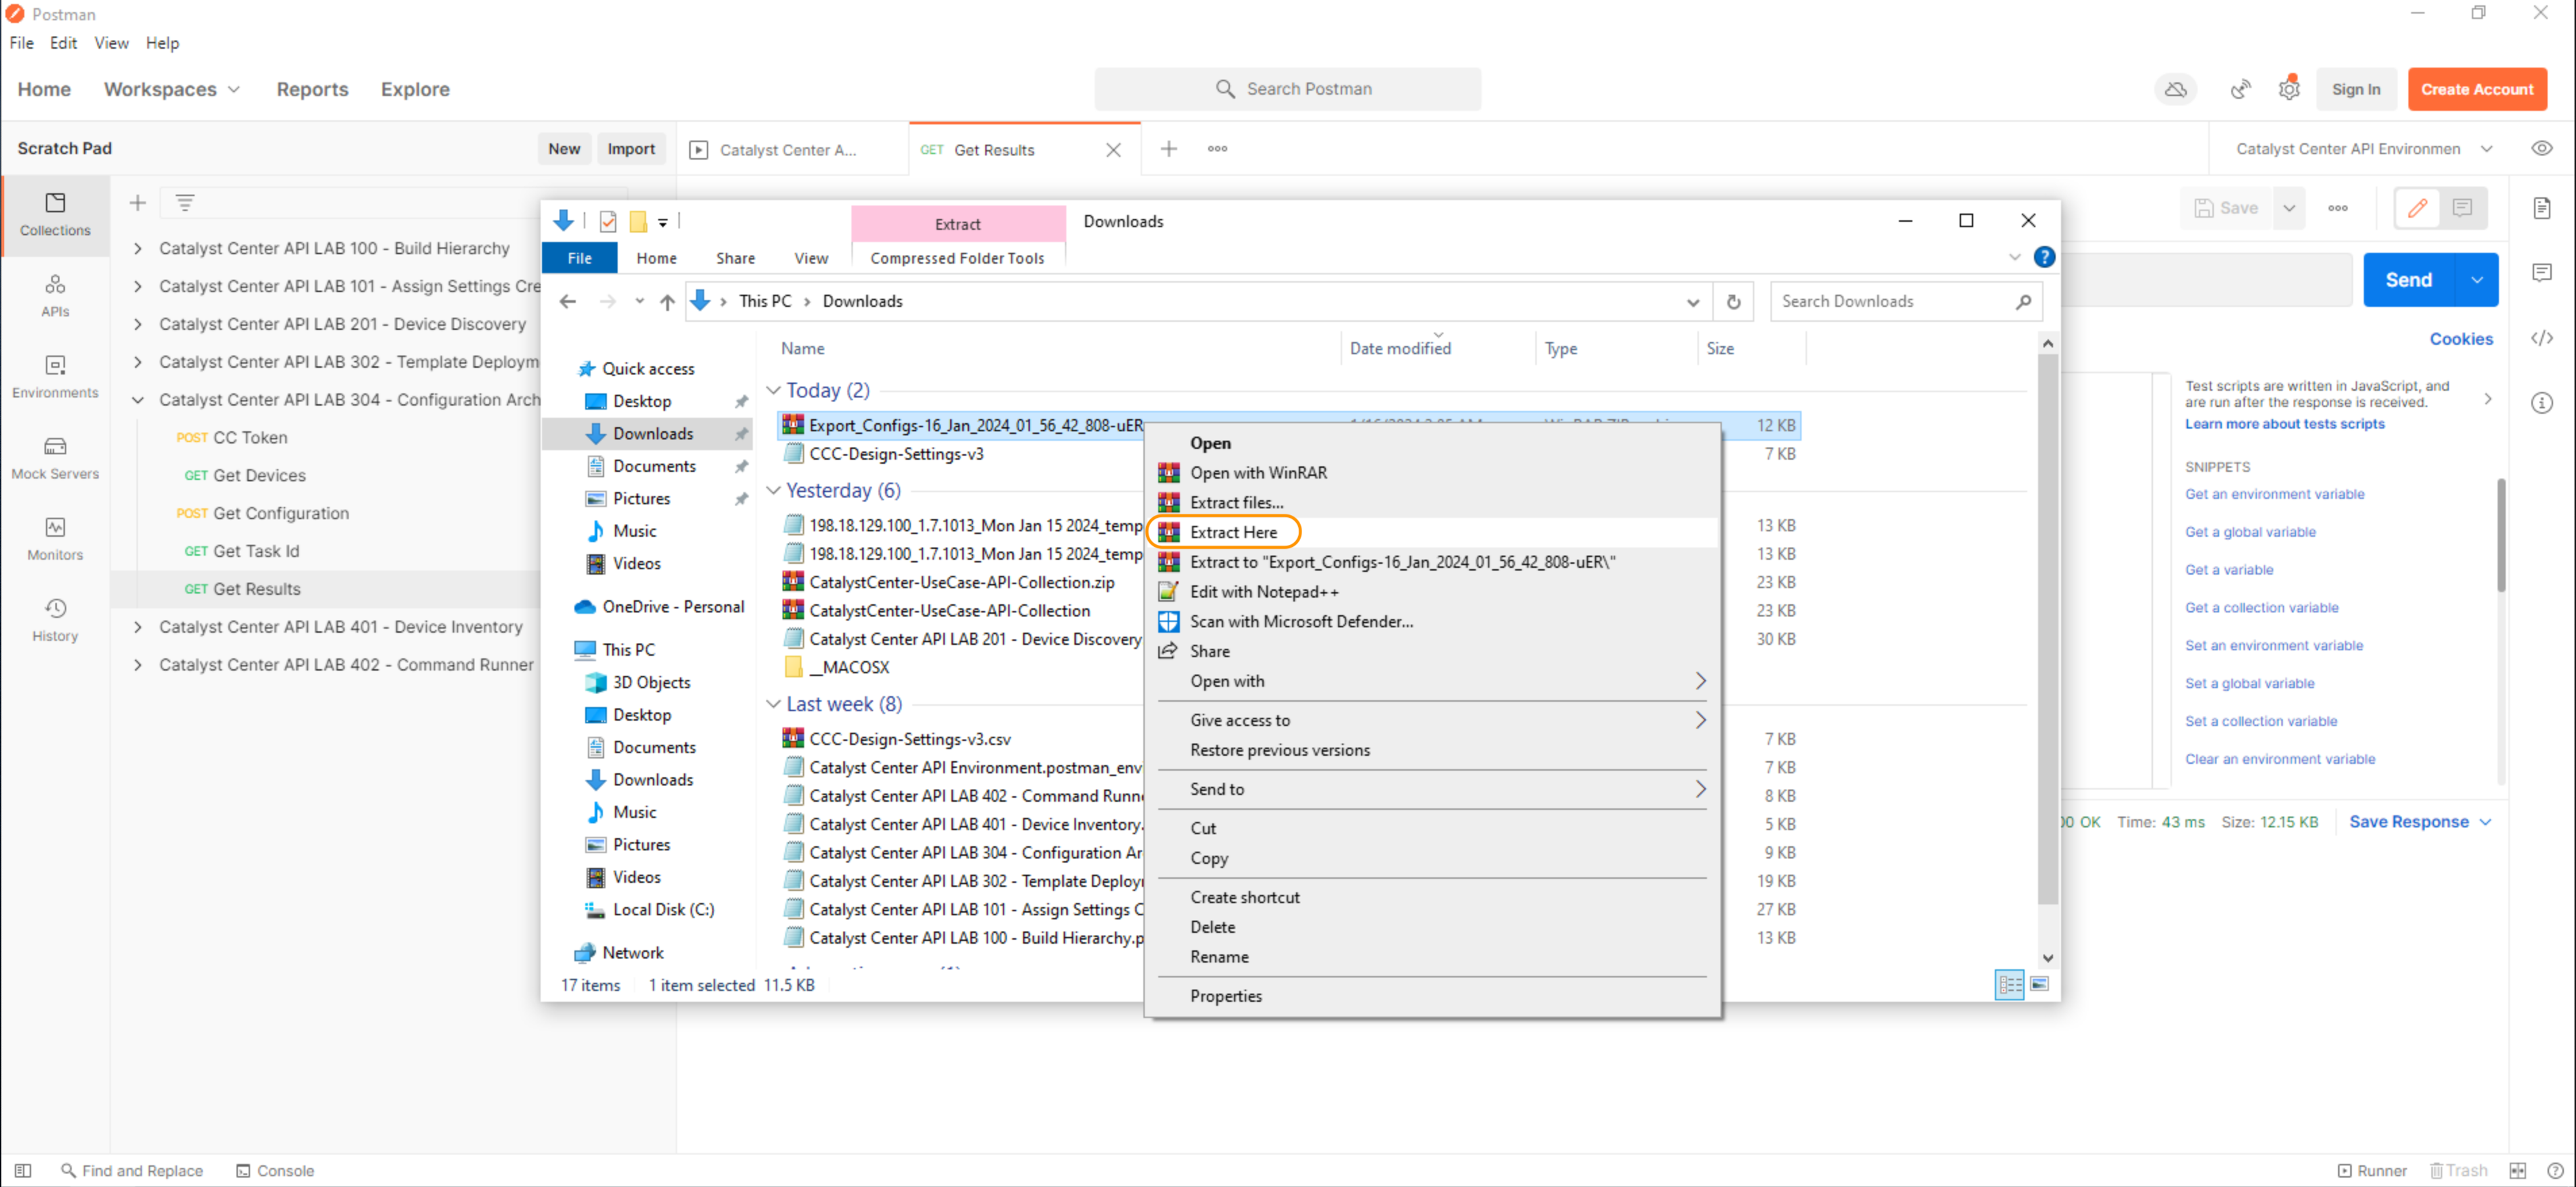 Postman
File Edit View Help
Home Workspaces Reports Explore
Search Postman
Sign In
Create Account
Scratch Pad
New
Import
Catalyst Center A...
GET Get Results
Catalyst Center API Environmen
Collections
APIs
Environments
Mock Servers
Monitors
History
Catalyst Center API LAB 100 - Build Hierarchy
Catalyst Center API LAB 101 - Assign Settings Cre
Catalyst Center API LAB 201 - Device Discovery
Catalyst Center API LAB 302 - Template Deploym
Catalyst Center API LAB 304 - Configuration Arch
POST CC Token
GET Get Devices
POST Get Configuration
GET Get Task Id
GET Get Results
Catalyst Center API LAB 401 - Device Inventory
Catalyst Center API LAB 402 - Command Runner
Extract
Downloads
File Home Share View Compressed Folder Tools
This PC > Downloads
Search Downloads
Name Date modified Type Size
Quick access
Desktop
Downloads
Documents
Pictures
Music
Videos
OneDrive - Personal
This PC
3D Objects
Desktop
Documents
Downloads
Music
Pictures
Videos
Local Disk (C:)
Network
Today (2)
Export_Configs-16_Jan_2024_01_56_42_808-uER 12 KB
CCC-Design-Settings-v3 7 KB
Yesterday (6)
198.18.129.100_1.7.1013_Mon Jan 15 2024_temp 13 KB
198.18.129.100_1.7.1013_Mon Jan 15 2024_temp 13 KB
CatalystCenter-UseCase-API-Collection.zip 23 KB
CatalystCenter-UseCase-API-Collection 23 KB
Catalyst Center API LAB 201 - Device Discovery 30 KB
__MACOSX
Last week (8)
CCC-Design-Settings-v3.csv 7 KB
Catalyst Center API Environment.postman_env 7 KB
Catalyst Center API LAB 402 - Command Runn 8 KB
Catalyst Center API LAB 401 - Device Inventory. 5 KB
Catalyst Center API LAB 304 - Configuration Ar 9 KB
Catalyst Center API LAB 302 - Template Deploy 19 KB
Catalyst Center API LAB 101 - Assign Settings C 27 KB
Catalyst Center API LAB 100 - Build Hierarchy.p 13 KB
17 items 1 item selected 11.5 KB
Open
Open with WinRAR
Extract files...
Extract Here
Extract to "Export_Configs-16_Jan_2024_01_56_42_808-uER\"
Edit with Notepad++
Scan with Microsoft Defender...
Share
Open with
Give access to
Restore previous versions
Send to
Cut
Copy
Create shortcut
Delete
Rename
Properties
Save
Send
Cookies
Test scripts are written in JavaScript, and
are run after the response is received.
Learn more about tests scripts
SNIPPETS
Get an environment variable
Get a global variable
Get a variable
Get a collection variable
Set an environment variable
Set a global variable
Set a collection variable
Clear an environment variable
OK Time: 43 ms Size: 12.15 KB Save Response
Find and Replace Console
Runner Trash